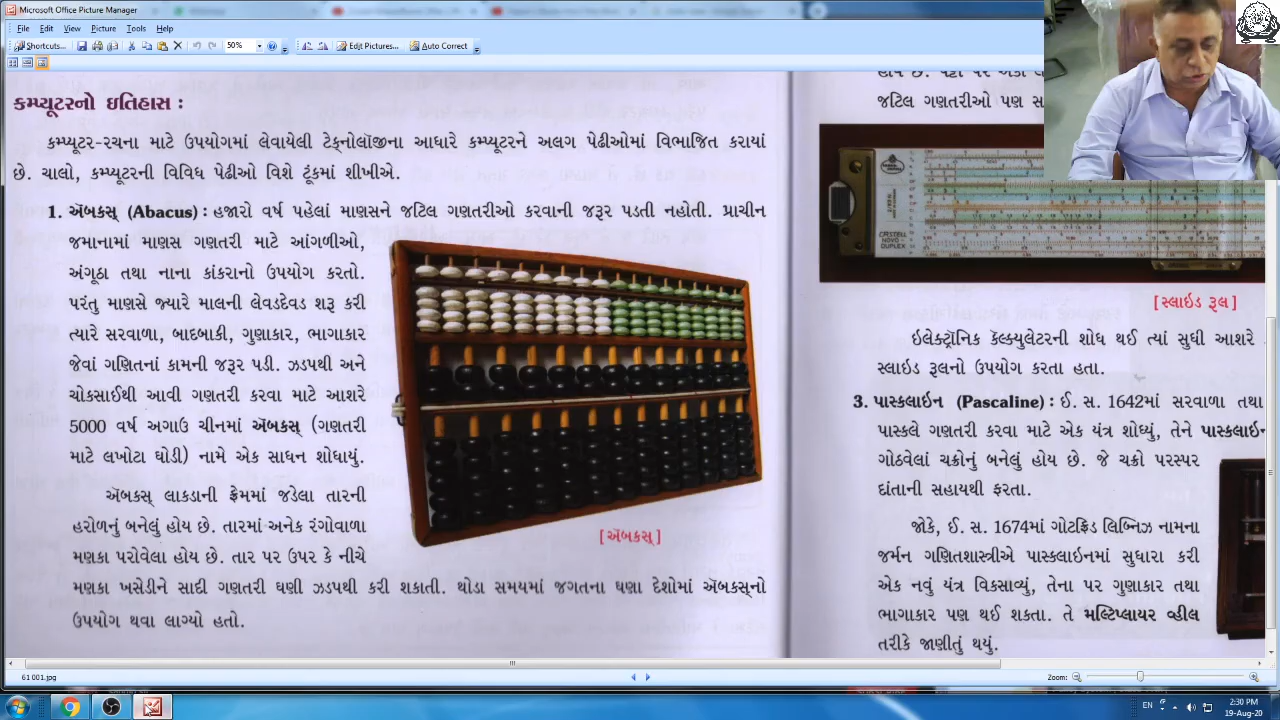 Microsoft Office Picture Manager
File Edit View Picture Tools Help
Shortcuts... 50% Edit Pictures... Auto Correct
કમ્પ્યૂટરનો ઇતિહાસ :
કમ્પ્યૂટર-રચના માટે ઉપયોગમાં લેવાયેલી ટેક્નોલૉજીના આધારે કમ્પ્યૂટરને અલગ પેઢીઓમાં વિભાજિત કરાયાં
છે. ચાલો, કમ્પ્યૂટરની વિવિધ પેઢીઓ વિશે ટૂંકમાં શીખીએ.
1. ઍબકસ્ (Abacus) : હજારો વર્ષ પહેલાં માણસને જટિલ ગણતરીઓ કરવાની જરૂર પડતી નહોતી. પ્રાચીન
જમાનામાં માણસ ગણતરી માટે આંગળીઓ,
અંગૂઠા તથા નાના કાંકરાનો ઉપયોગ કરતો.
પરંતુ માણસે જ્યારે માલની લેવડદેવડ શરૂ કરી
ત્યારે સરવાળા, બાદબાકી, ગુણાકાર, ભાગાકાર
જેવાં ગણિતનાં કામની જરૂર પડી. ઝડપથી અને
ચોકસાઈથી આવી ગણતરી કરવા માટે આશરે
5000 વર્ષ અગાઉ ચીનમાં ઍબકસ્ (ગણતરી
માટે લખોટા ઘોડી) નામે એક સાધન શોધાયું.
ઍબકસ્ લાકડાની ફ્રેમમાં જડેલા તારની
હરોળનું બનેલું હોય છે. તારમાં અનેક રંગોવાળા
મણકા પરોવેલા હોય છે. તાર પર ઉપર કે નીચે
મણકા ખસેડીને સાદી ગણતરી ઘણી ઝડપથી કરી શકાતી. થોડા સમયમાં જગતના ઘણા દેશોમાં ઍબકસ્‌નો
ઉપયોગ થવા લાગ્યો હતો.
[ઍબકસ્]
જટિલ ગણતરીઓ પણ
CASTELL
NOVO-
DUPLEX
[સ્લાઇડ રૂલ]
ઇલેક્ટ્રૉનિક કૅલ્ક્યુલેટરની શોધ થઈ ત્યાં સુધી આશરે
સ્લાઇડ રૂલનો ઉપયોગ કરતા હતા.
3. પાસ્કલાઇન (Pascaline) : ઈ. સ. 1642માં સરવાળા તથા
પાસ્કલે ગણતરી કરવા માટે એક યંત્ર શોધ્યું, તેને પાસ્કલાઇન
ગોઠવેલાં ચક્રોનું બનેલું હોય છે. જે ચક્રો પરસ્પર
દાંતાની સહાયથી ફરતા.
જોકે, ઈ. સ. 1674માં ગોટફ્રિડ લિબ્નિઝ નામના
જર્મન ગણિતશાસ્ત્રીએ પાસ્કલાઇનમાં સુધારા કરી
એક નવું યંત્ર વિકસાવ્યું, તેના પર ગુણાકાર તથા
ભાગાકાર પણ થઈ શકતા. તે મલ્ટિપ્લાયર વ્હીલ
તરીકે જાણીતું થયું.
61 001.jpg
Zoom:
EN
2:30 PM
19-Aug-20